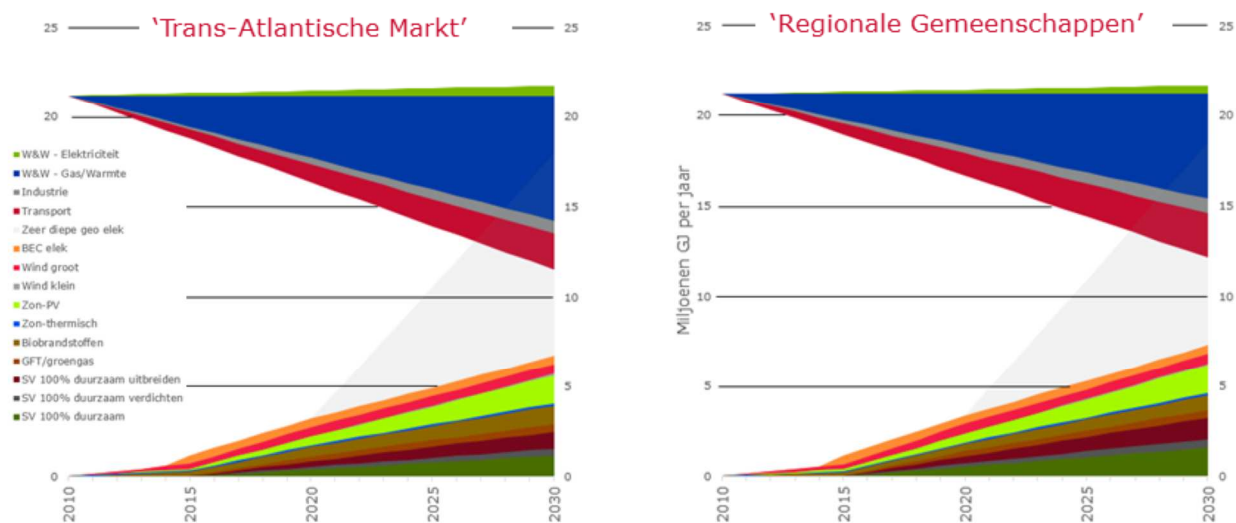 ‘Trans-Atlantische Markt’
25
25
20
20
15
10
5
0
0
W&W - Elektriciteit
W&W - Gas/Warmte
Industrie
Transport
Zeer diepe geo elek
BEC elek
Wind groot
Wind klein
Zon-PV
Zon-thermisch
Biobrandstoffen
GFT/groengas
SV 100% duurzaam uitbreiden
SV 100% duurzaam verdichten
SV 100% duurzaam
2010
2015
2020
2025
2030
‘Regionale Gemeenschappen’
25
25
20
20
15
15
10
10
5
5
0
0
Miljoenen GJ per jaar
2010
2015
2020
2025
2030